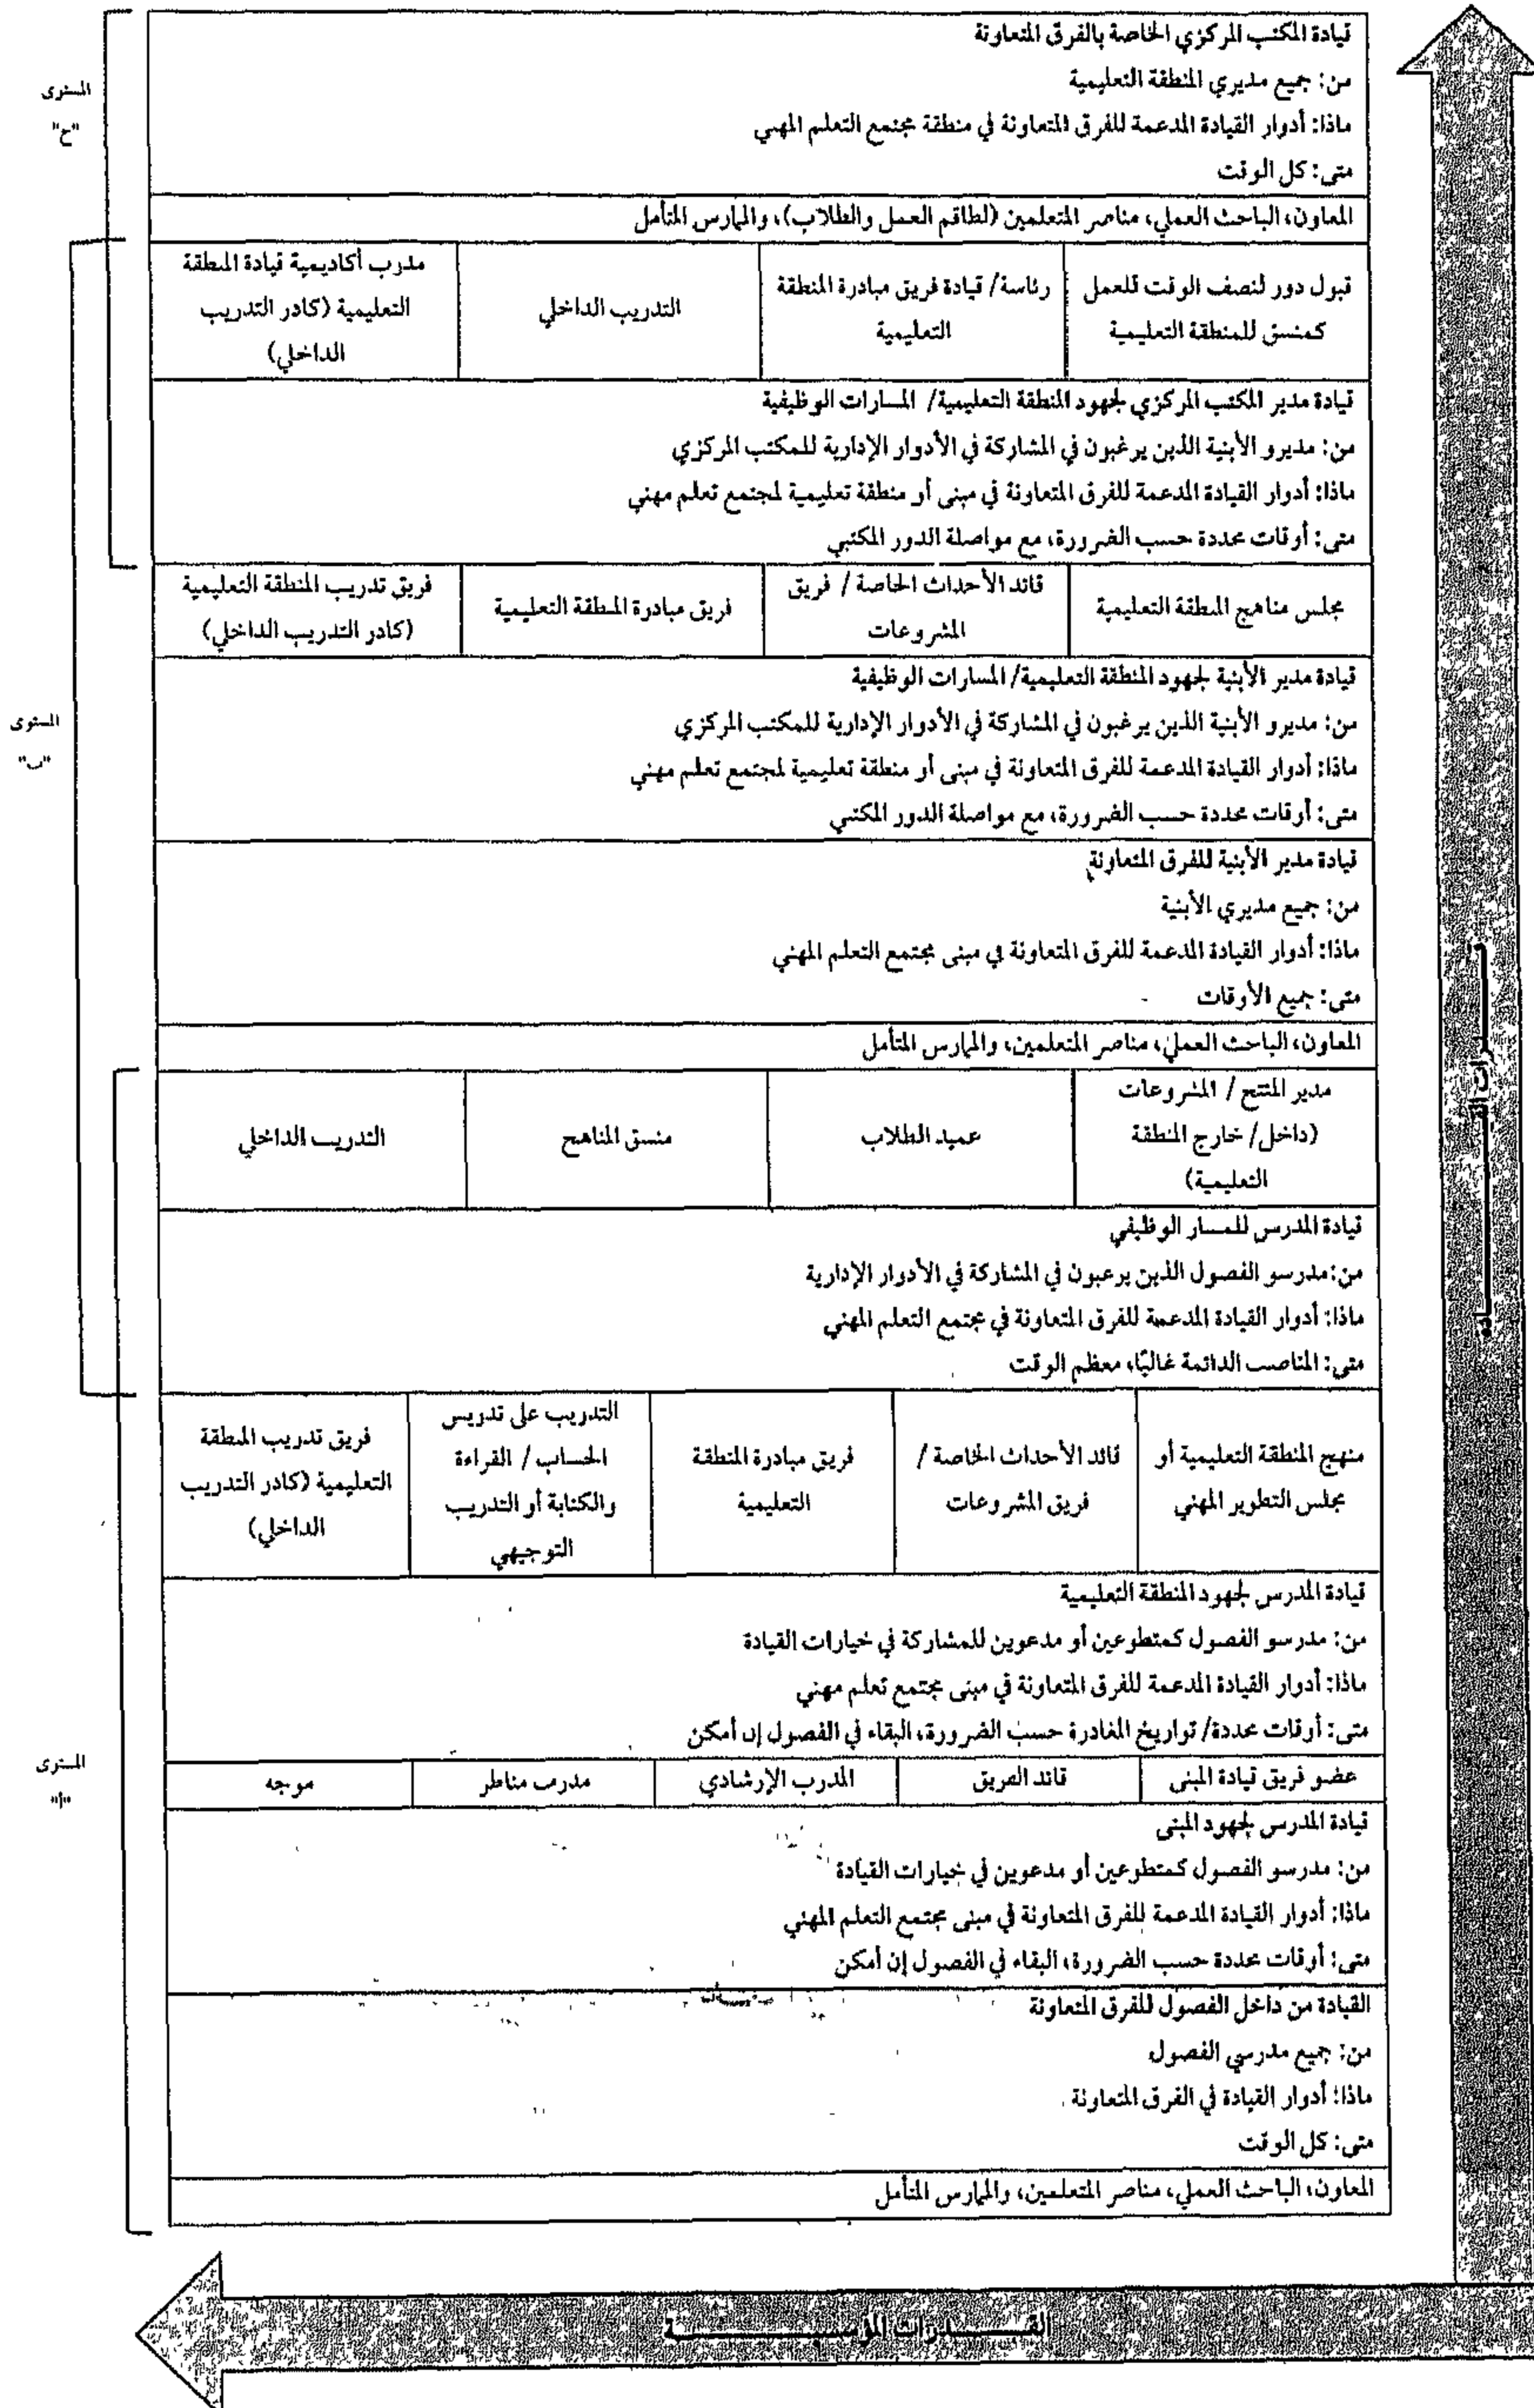 قيادة المكتب المركزي الخاصة بالفرق المتعاونة
من: جميع مديري المنطقة التعليمية
ماذا: أدوار القيادة المدعمة للفرق المتعاونة في منطقة مجتمع التعلم المهني
متى: كل الوقت
المستوى
"ج"
المعاون، الباحث العملي، مناصر المتعلمين (لطاقم العمل والطلاب)، والممارس المتأمل
قبول دور لنصف الوقت للعمل
كمنسق للمنطقة التعليمية
رئاسة/ قيادة فريق مبادرة المنطقة
التعليمية
التدريب الداخلي
مدرب أكاديمية قيادة المنطقة
التعليمية (كادر التدريب
الداخلي)
قيادة مدير المكتب المركزي لجهود المنطقة التعليمية/ المسارات الوظيفية
من: مديرو الأبنية الذين يرغبون في المشاركة في الأدوار الإدارية للمكتب المركزي
ماذا: أدوار القيادة المدعمة للفرق المتعاونة في مبنى أو منطقة تعليمية لمجتمع تعلم مهني
متى: أوقات محددة حسب الضرورة، مع مواصلة الدور المكتبي
مجلس مناهج المنطقة التعليمية
قائد الأحداث الخاصة / فريق
المشروعات
فريق مبادرة المنطقة التعليمية
فريق تدريب المنطقة التعليمية
(كادر التدريب الداخلي)
قيادة مدير الأبنية لجهود المنطقة التعليمية/ المسارات الوظيفية
من: مديرو الأبنية الذين يرغبون في المشاركة في الأدوار الإدارية للمكتب المركزي
ماذا: أدوار القيادة المدعمة للفرق المتعاونة في مبنى أو منطقة تعليمية لمجتمع تعلم مهني
متى: أوقات محددة حسب الضرورة، مع مواصلة الدور المكتبي
المستوى
"ب"
قيادة مدير الأبنية للفرق المتعاونة
من: جميع مديري الأبنية
ماذا: أدوار القيادة المدعمة للفرق المتعاونة في مبنى مجتمع التعلم المهني
متى: جميع الأوقات
المعاون، الباحث العملي، مناصر المتعلمين، والممارس المتأمل
مدير المنتج / المشروعات
(داخل/ خارج المنطقة
التعليمية)
عميد الطلاب
منسق المناهج
التدريب الداخلي
قيادة المدرس للمسار الوظيفي
من: مدرسو الفصول الذين يرغبون في المشاركة في الأدوار الإدارية
ماذا: أدوار القيادة المدعمة للفرق المتعاونة في مجتمع التعلم المهني
متى: المناصب الدائمة غالبًا، معظم الوقت
منهج المنطقة التعليمية أو
مجلس التطوير المهني
قائد الأحداث الخاصة /
فريق المشروعات
فريق مبادرة المنطقة
التعليمية
التدريب على تدريس
الحساب / القراءة
والكتابة أو التدريب
التوجيهي
فريق تدريب المنطقة
التعليمية (كادر التدريب
الداخلي)
قيادة المدرس لجهود المنطقة التعليمية
من: مدرسو الفصول كمتطوعين أو مدعوين للمشاركة في خيارات القيادة
ماذا: أدوار القيادة المدعمة للفرق المتعاونة في مبنى مجتمع تعلم مهني
متى: أوقات محددة/ تواريخ المغادرة حسب الضرورة، البقاء في الفصول إن أمكن
المستوى
"أ"
عضو فريق قيادة المبنى
قائد الفريق
المدرب الإرشادي
مدرب مناظر
موجه
قيادة المدرس لجهود المبنى
من: مدرسو الفصول كمتطوعين أو مدعوين في خيارات القيادة
ماذا: أدوار القيادة المدعمة للفرق المتعاونة في مبنى مجتمع التعلم المهني
متى: أوقات محددة حسب الضرورة، البقاء في الفصول إن أمكن
القيادة من داخل الفصول للفرق المتعاونة
من: جميع مدرسي الفصول
ماذا: أدوار القيادة في الفرق المتعاونة
متى: كل الوقت
المعاون، الباحث العملي، مناصر المتعلمين، والممارس المتأمل
قدرات القيادة
القدرات المؤسسية